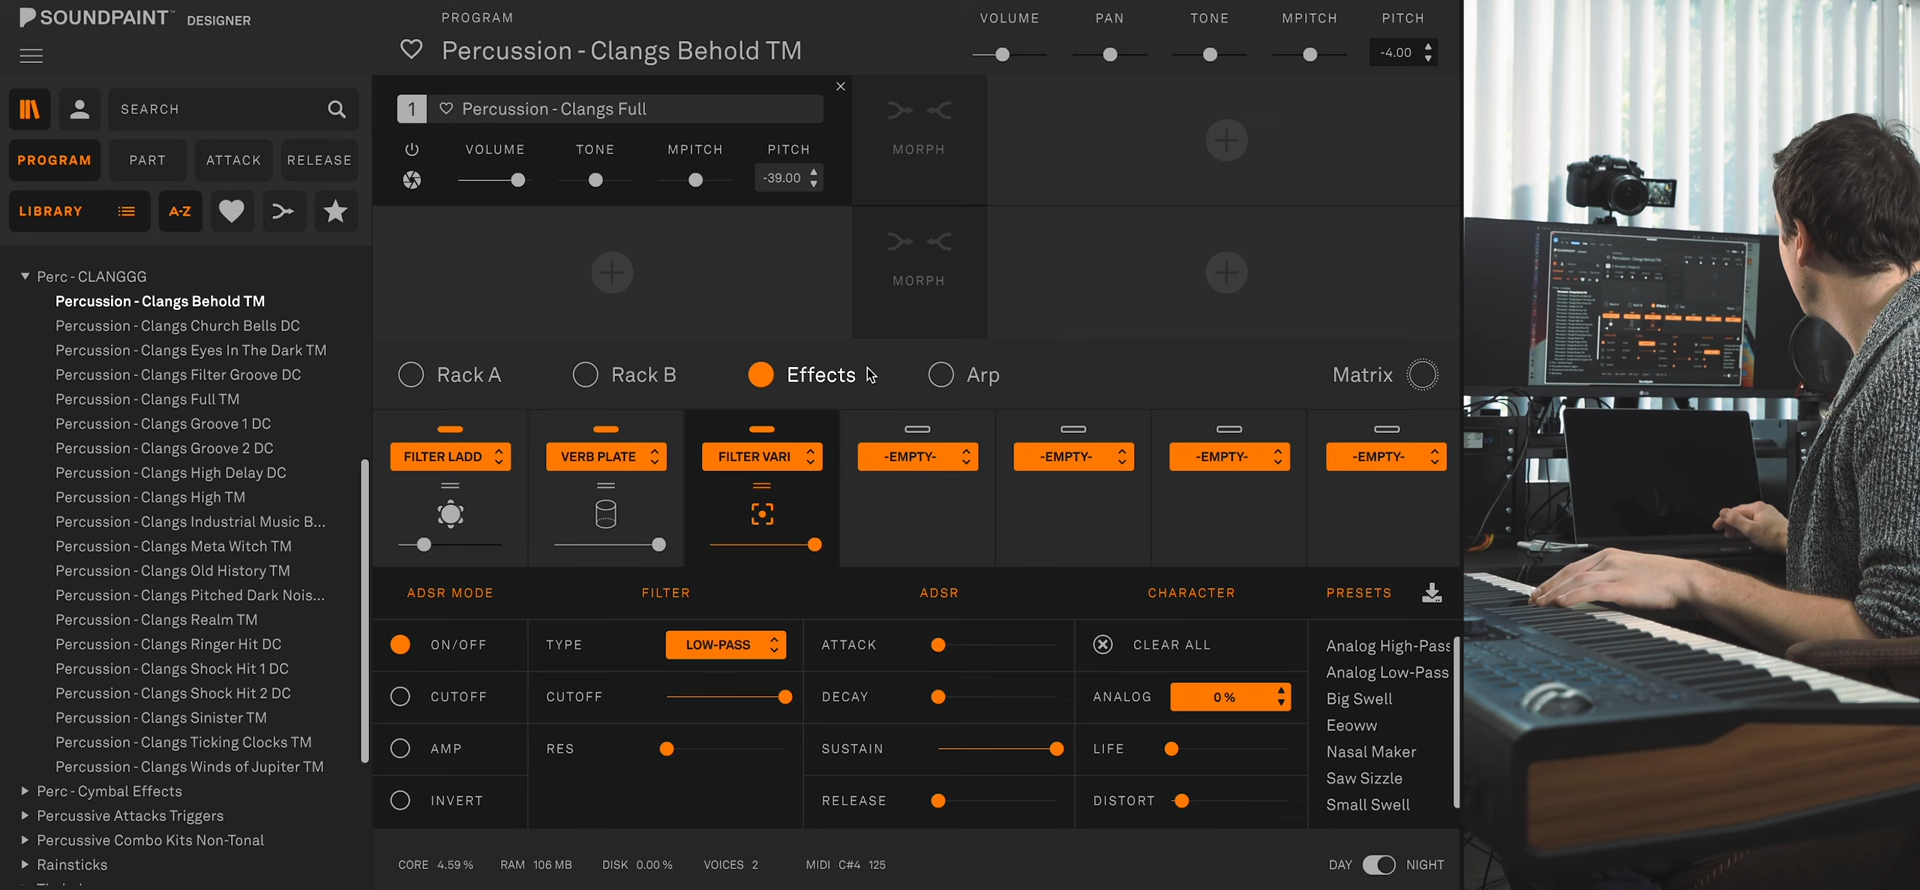 SOUNDPAINT™ DESIGNER
PROGRAM
Percussion - Clangs Behold TM
VOLUME PAN TONE MPITCH PITCH
-4.00
SEARCH
PROGRAM PART ATTACK RELEASE
LIBRARY A-Z
1 Percussion - Clangs Full
VOLUME TONE MPITCH PITCH
-39.00
MORPH
MORPH
Perc - CLANGGG
Percussion - Clangs Behold TM
Percussion - Clangs Church Bells DC
Percussion - Clangs Eyes In The Dark TM
Percussion - Clangs Filter Groove DC
Percussion - Clangs Full TM
Percussion - Clangs Groove 1 DC
Percussion - Clangs Groove 2 DC
Percussion - Clangs High Delay DC
Percussion - Clangs High TM
Percussion - Clangs Industrial Music B...
Percussion - Clangs Meta Witch TM
Percussion - Clangs Old History TM
Percussion - Clangs Pitched Dark Nois...
Percussion - Clangs Realm TM
Percussion - Clangs Ringer Hit DC
Percussion - Clangs Shock Hit 1 DC
Percussion - Clangs Shock Hit 2 DC
Percussion - Clangs Sinister TM
Percussion - Clangs Ticking Clocks TM
Percussion - Clangs Winds of Jupiter TM
Perc - Cymbal Effects
Percussive Attacks Triggers
Percussive Combo Kits Non-Tonal
Rainsticks
Rack A Rack B Effects Arp Matrix
FILTER LADD VERB PLATE FILTER VARI -EMPTY- -EMPTY- -EMPTY- -EMPTY-
ADSR MODE FILTER ADSR CHARACTER PRESETS
ON/OFF TYPE LOW-PASS ATTACK CLEAR ALL
CUTOFF CUTOFF DECAY ANALOG 0 %
AMP RES SUSTAIN LIFE
INVERT RELEASE DISTORT
Analog High-Pass
Analog Low-Pass
Big Swell
Eeoww
Nasal Maker
Saw Sizzle
Small Swell
CORE 4.59 % RAM 106 MB DISK 0.00 % VOICES 2 MIDI C#4 125
DAY NIGHT